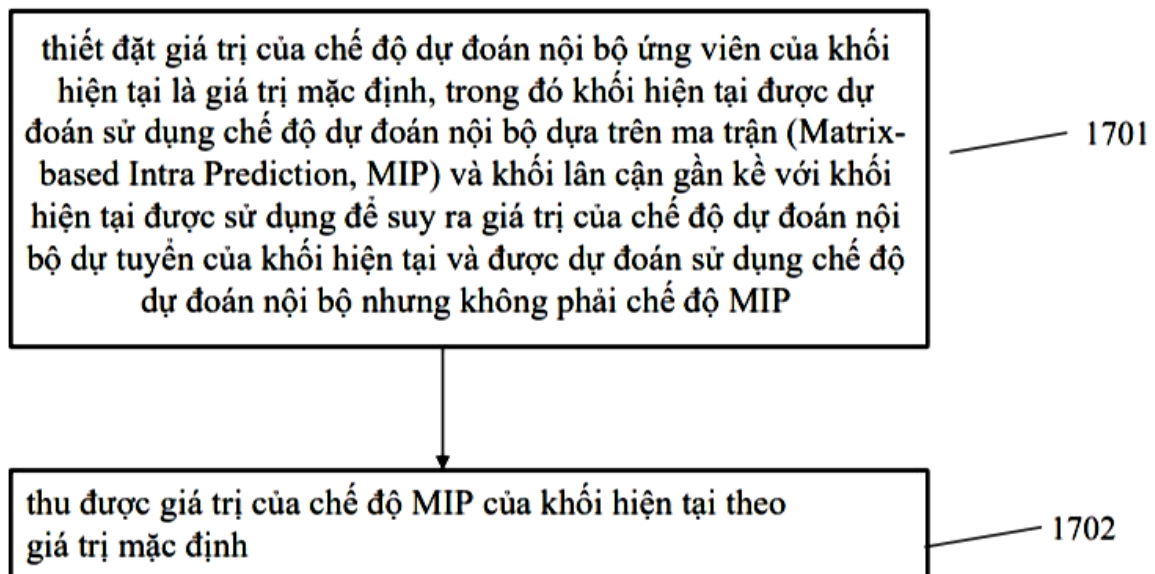 thiết đặt giá trị của chế độ dự đoán nội bộ ứng viên của khối
hiện tại là giá trị mặc định, trong đó khối hiện tại được dự
đoán sử dụng chế độ dự đoán nội bộ dựa trên ma trận (Matrix-
based Intra Prediction, MIP) và khối lân cận gần kề với khối
hiện tại được sử dụng để suy ra giá trị của chế độ dự đoán nội
bộ dự tuyển của khối hiện tại và được dự đoán sử dụng chế độ
dự đoán nội bộ nhưng không phải chế độ MIP
1701
thu được giá trị của chế độ MIP của khối hiện tại theo
giá trị mặc định
1702